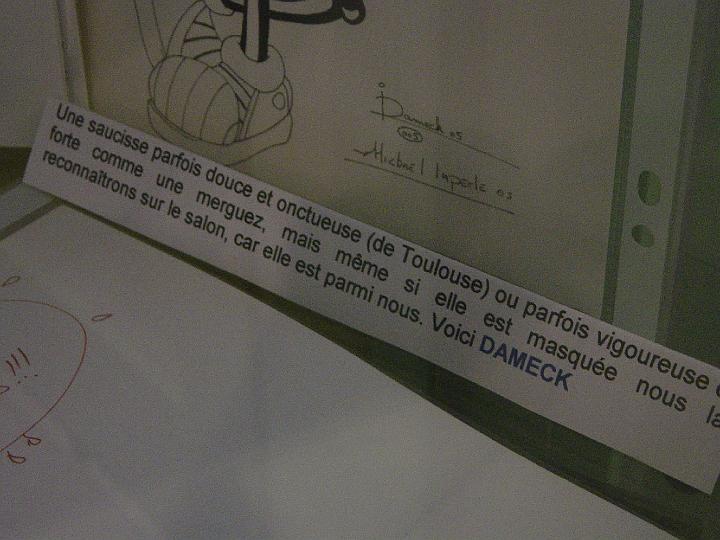 Dameck 05
005
Michael Laperle 05
Une saucisse parfois douce et onctueuse (de Toulouse) ou parfois vigoureuse
forte comme une merguez, mais même si elle est masquée nous la
reconnaîtrons sur le salon, car elle est parmi nous. Voici DAMECK
!!!